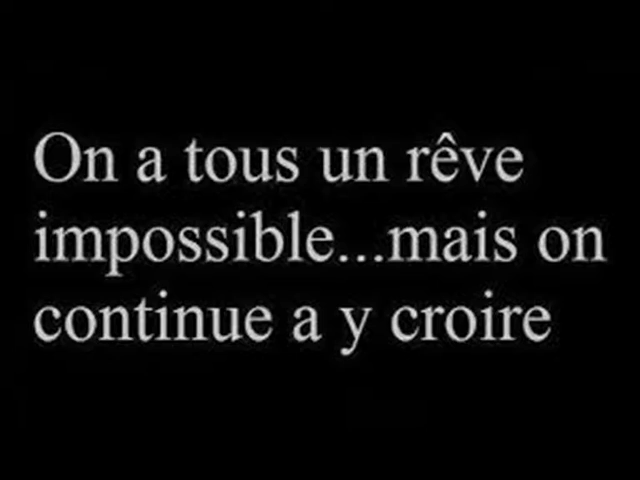 On a tous un rêve
impossible...mais on
continue a y croire